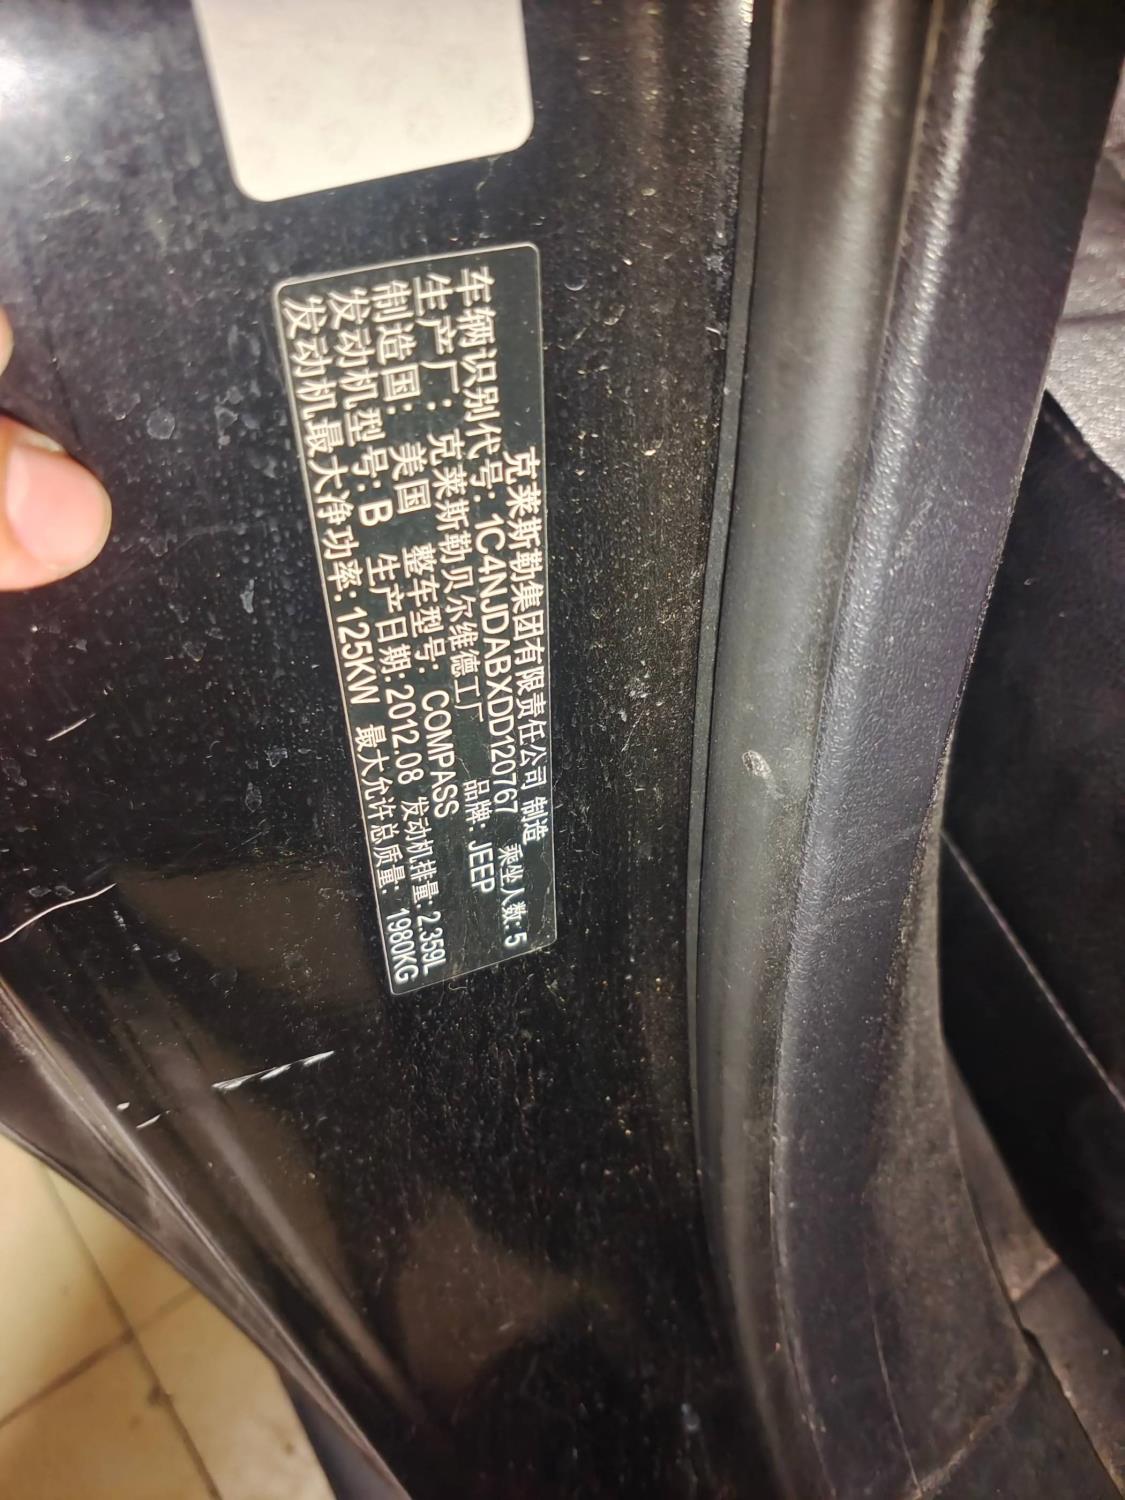 克莱斯勒集团有限责任公司 制造
车辆识别代号: 1C4NJDABXDD120767 乘坐人数: 5
生产厂: 克莱斯勒贝尔维德工厂 品牌: JEEP
制造国: 美国 整车型号: COMPASS
发动机型号: B 生产日期: 2012.08 发动机排量: 2.359L
发动机最大净功率: 125KW 最大允许总质量: 1980KG